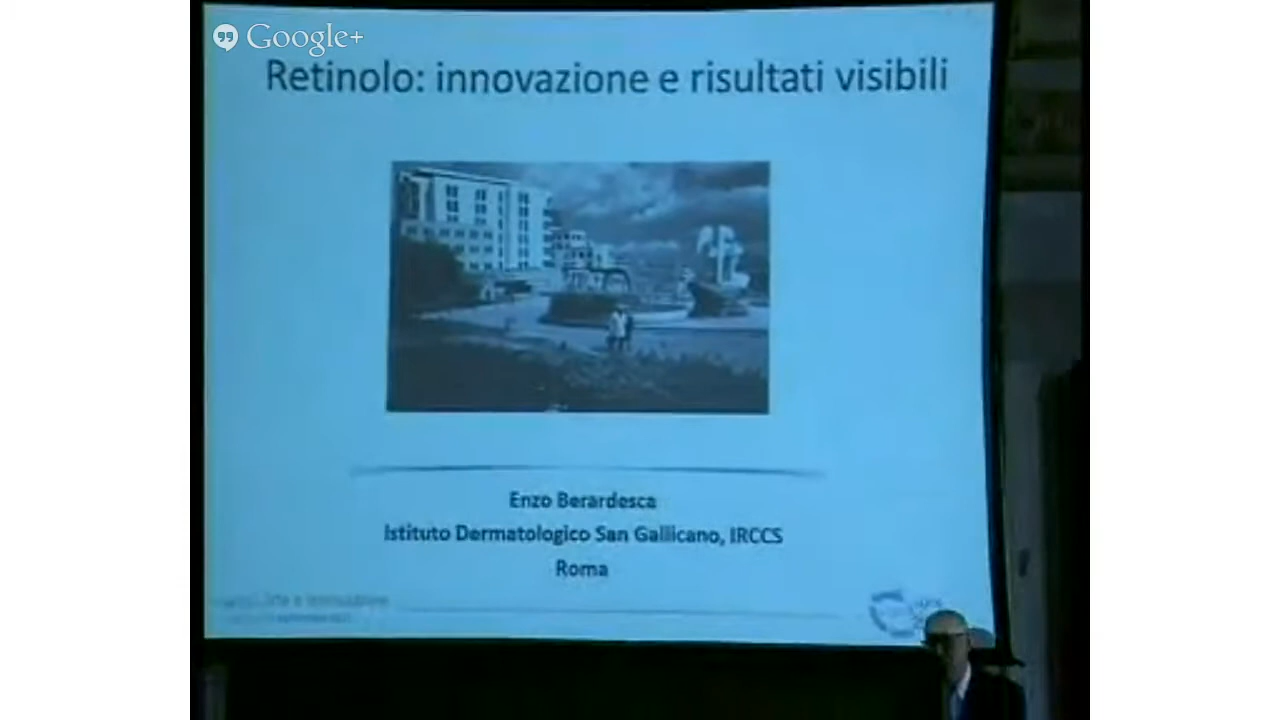 Google+
Retinolo: innovazione e risultati visibili
Enzo Berardesca
Istituto Dermatologico San Gallicano, IRCCS
Roma